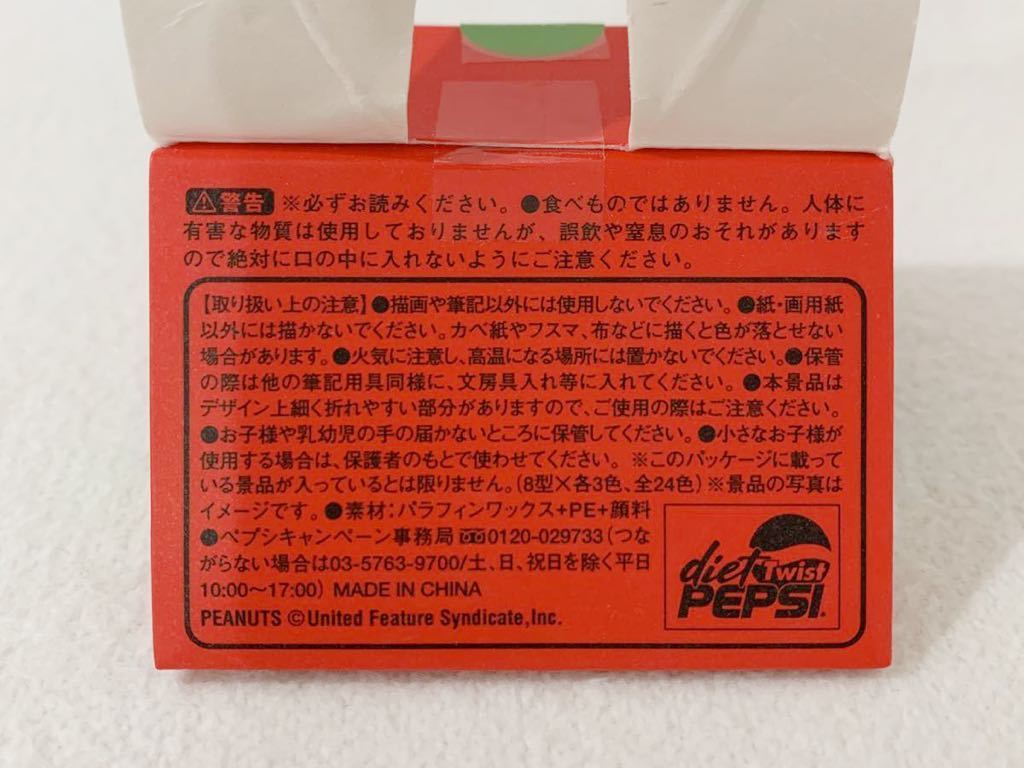 ⚠警告 ※必ずお読みください。●食べものではありません。人体に
有害な物質は使用しておりませんが、誤飲や窒息のおそれがあります
ので絶対に口の中に入れないようにご注意ください。
【取り扱い上の注意】●描画や筆記以外には使用しないでください。●紙・画用紙
以外には描かないでください。カベ紙やフスマ、布などに描くと色が落とせない
場合があります。●火気に注意し、高温になる場所には置かないでください。●保管
の際は他の筆記用具同様に、文房具入れ等に入れてください。●本景品は
デザイン上細く折れやすい部分がありますので、ご使用の際はご注意ください。
●お子様や乳幼児の手の届かないところに保管してください。●小さなお子様が
使用する場合は、保護者のもとで使わせてください。※このパッケージに載って
いる景品が入っているとは限りません。(8型×各3色、全24色)※景品の写真は
イメージです。●素材:パラフィンワックス+PE+顔料
●ペプシキャンペーン事務局 0120-029733(つな
がらない場合は03-5763-9700/土、日、祝日を除く平日
10:00〜17:00) MADE IN CHINA
PEANUTS ©United Feature Syndicate,Inc.
diet Twist
PEPSI